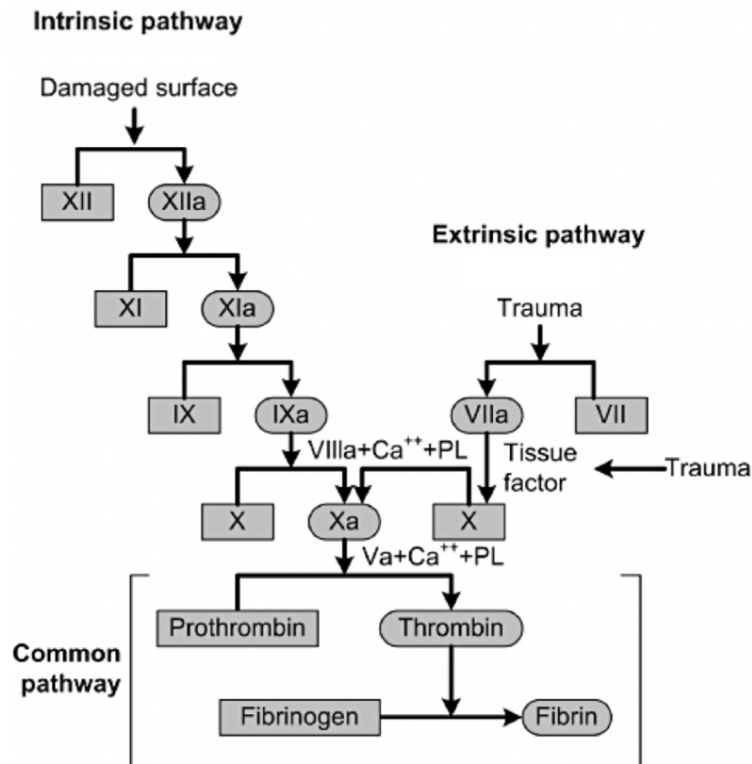 Intrinsic pathway
Damaged surface
XII
XIIa
Extrinsic pathway
XI
XIa
Trauma
IX
IXa
VIIa
VII
VIIIa+Ca+++PL
Tissue
factor
Trauma
X
Xa
X
Va+Ca+++PL
Prothrombin
Thrombin
Common
pathway
Fibrinogen
Fibrin